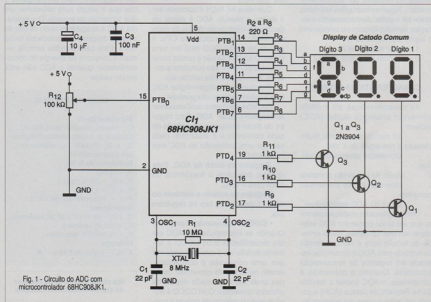 + 5 V
C4
10 µF
C3
100 nF
5
Vdd
R2 a R8
220 Ω
Display de Catodo Comum
Dígito 3 Dígito 2 Dígito 1
PTB1 14 R2 a
PTB2 13 R3 b
PTB3 12 R4 c
PTB4 11 R5 d
PTB5 8 R6 e
PTB6 7 R7 f
PTB7 6 R8 g
a
b
c
d
e
f
g
dp
+ 5 V
R12
100 kΩ
15
PTB0
CI1
68HC908JK1
Q1 a Q3
2N3904
R11
1 kΩ
PTD4 19
Q3
R10
1 kΩ
PTD3 16
Q2
R9
1 kΩ
PTD2 17
Q1
2
GND
GND
GND
3 OSC1
OSC2 4
R1
10 MΩ
XTAL
8 MHz
C1
22 pF
GND
GND
C2
22 pF
Fig. 1 - Circuito do ADC com
microcontrolador 68HC908JK1.